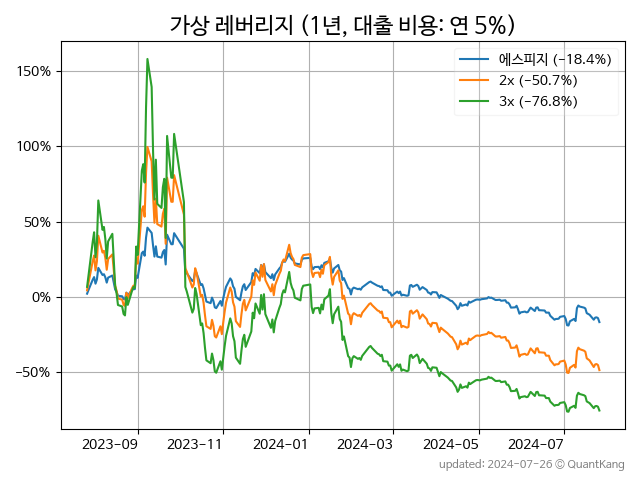 가상 레버리지 (1년, 대출 비용: 연 5%)
에스피지 (−18.4%)
2x (−50.7%)
3x (−76.8%)
150%
100%
50%
0%
−50%
2023−09 2023−11 2024−01 2024−03 2024−05 2024−07
updated: 2024-07-26 © QuantKang